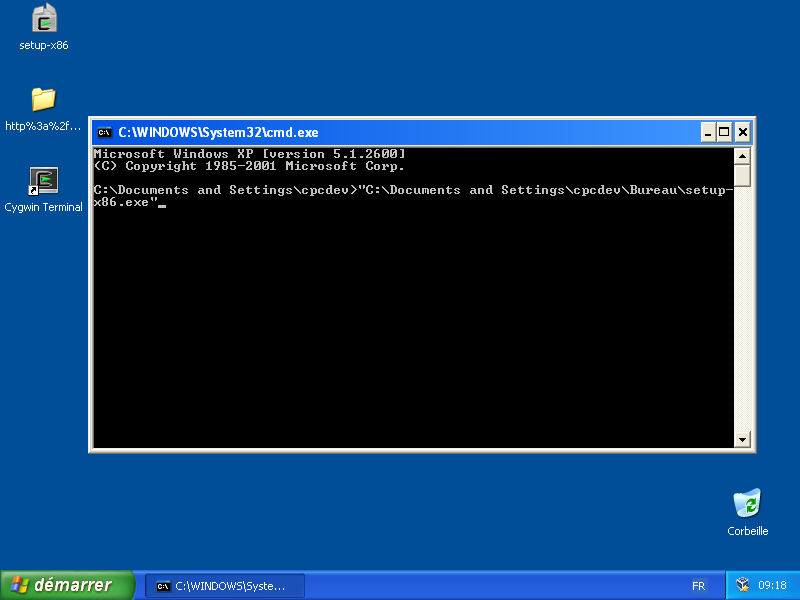 setup-x86
http%3a%2f...
Cygwin Terminal
C:\WINDOWS\System32\cmd.exe
Microsoft Windows XP [version 5.1.2600]
(C) Copyright 1985-2001 Microsoft Corp.
C:\Documents and Settings\cpcdev>"C:\Documents and Settings\cpcdev\Bureau\setup-
x86.exe"_
Corbeille
démarrer
C:\WINDOWS\Syste...
FR
09:18